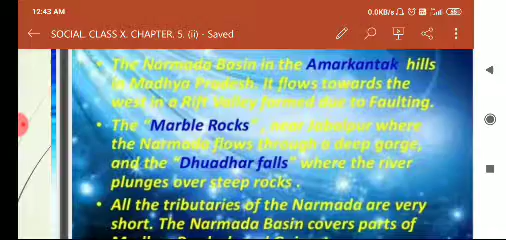 12:43 AM
0.0KB/s
SOCIAL. CLASS X. CHAPTER. 5. (ii) - Saved
• The Narmada Basin in the Amarkantak hills
in Madhya Pradesh. It flows towards the
west in a Rift Valley formed due to Faulting.
• The "Marble Rocks", near Jabalpur where
the Narmada flows through a deep gorge,
and the "Dhuadhar falls" where the river
plunges over steep rocks .
• All the tributaries of the Narmada are very
short. The Narmada Basin covers parts of